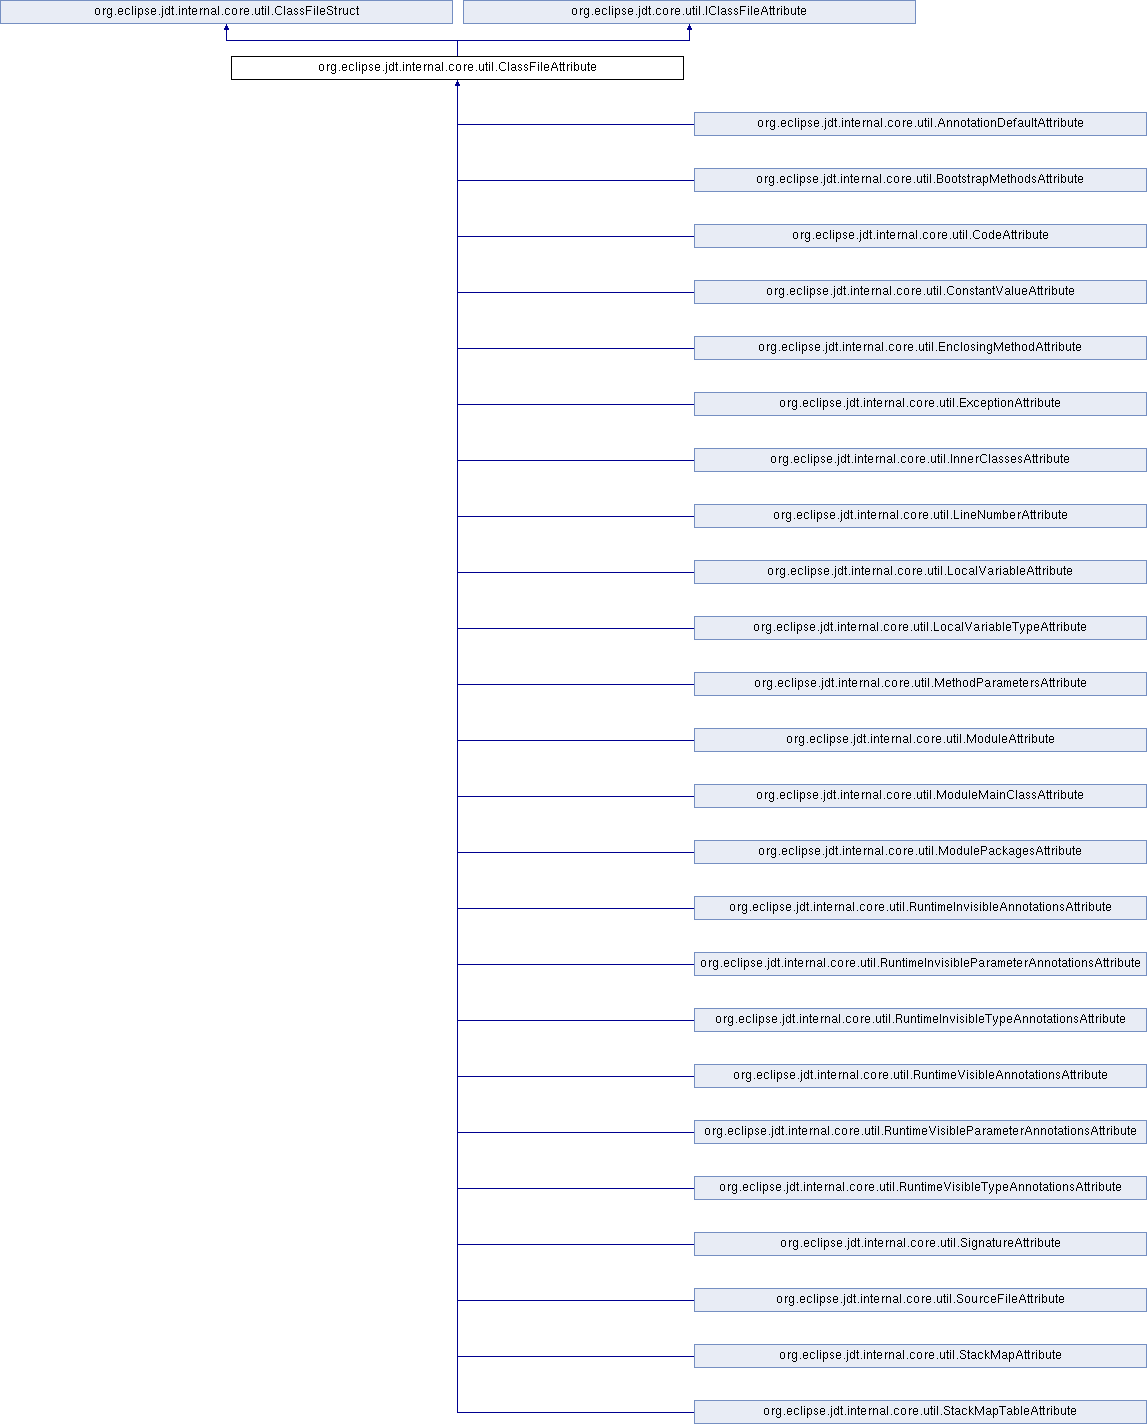 org.eclipse.jdt.internal.core.util.ClassFileStruct
org.eclipse.jdt.core.util.IClassFileAttribute
org.eclipse.jdt.internal.core.util.ClassFileAttribute
org.eclipse.jdt.internal.core.util.AnnotationDefaultAttribute
org.eclipse.jdt.internal.core.util.BootstrapMethodsAttribute
org.eclipse.jdt.internal.core.util.CodeAttribute
org.eclipse.jdt.internal.core.util.ConstantValueAttribute
org.eclipse.jdt.internal.core.util.EnclosingMethodAttribute
org.eclipse.jdt.internal.core.util.ExceptionAttribute
org.eclipse.jdt.internal.core.util.InnerClassesAttribute
org.eclipse.jdt.internal.core.util.LineNumberAttribute
org.eclipse.jdt.internal.core.util.LocalVariableAttribute
org.eclipse.jdt.internal.core.util.LocalVariableTypeAttribute
org.eclipse.jdt.internal.core.util.MethodParametersAttribute
org.eclipse.jdt.internal.core.util.ModuleAttribute
org.eclipse.jdt.internal.core.util.ModuleMainClassAttribute
org.eclipse.jdt.internal.core.util.ModulePackagesAttribute
org.eclipse.jdt.internal.core.util.RuntimeInvisibleAnnotationsAttribute
org.eclipse.jdt.internal.core.util.RuntimeInvisibleParameterAnnotationsAttribute
org.eclipse.jdt.internal.core.util.RuntimeInvisibleTypeAnnotationsAttribute
org.eclipse.jdt.internal.core.util.RuntimeVisibleAnnotationsAttribute
org.eclipse.jdt.internal.core.util.RuntimeVisibleParameterAnnotationsAttribute
org.eclipse.jdt.internal.core.util.RuntimeVisibleTypeAnnotationsAttribute
org.eclipse.jdt.internal.core.util.SignatureAttribute
org.eclipse.jdt.internal.core.util.SourceFileAttribute
org.eclipse.jdt.internal.core.util.StackMapAttribute
org.eclipse.jdt.internal.core.util.StackMapTableAttribute